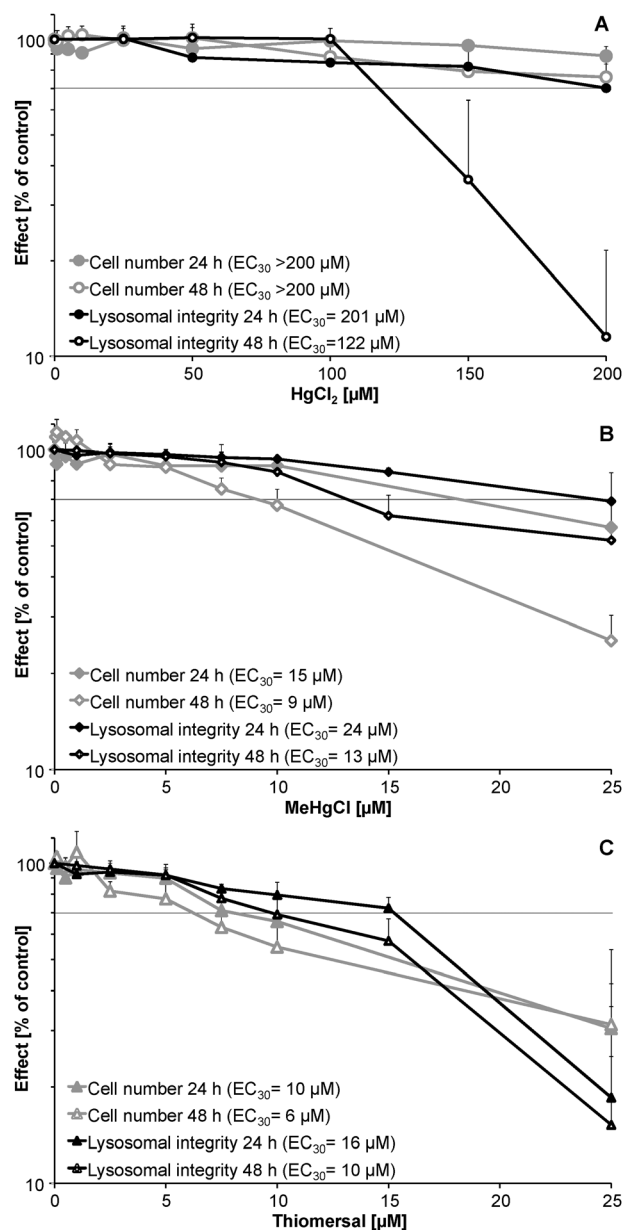 A
100
10
Effect [% of control]
Cell number 24 h (EC₃₀ >200 µM)
Cell number 48 h (EC₃₀ >200 µM)
Lysosomal integrity 24 h (EC₃₀= 201 µM)
Lysosomal integrity 48 h (EC₃₀=122 µM)
0 50 100 150 200
HgCl₂ [µM]
B
100
10
Effect [% of control]
Cell number 24 h (EC₃₀= 15 µM)
Cell number 48 h (EC₃₀= 9 µM)
Lysosomal integrity 24 h (EC₃₀= 24 µM)
Lysosomal integrity 48 h (EC₃₀= 13 µM)
0 5 10 15 20 25
MeHgCl [µM]
C
100
10
Effect [% of control]
Cell number 24 h (EC₃₀= 10 µM)
Cell number 48 h (EC₃₀= 6 µM)
Lysosomal integrity 24 h (EC₃₀= 16 µM)
Lysosomal integrity 48 h (EC₃₀= 10 µM)
0 5 10 15 20 25
Thiomersal [µM]